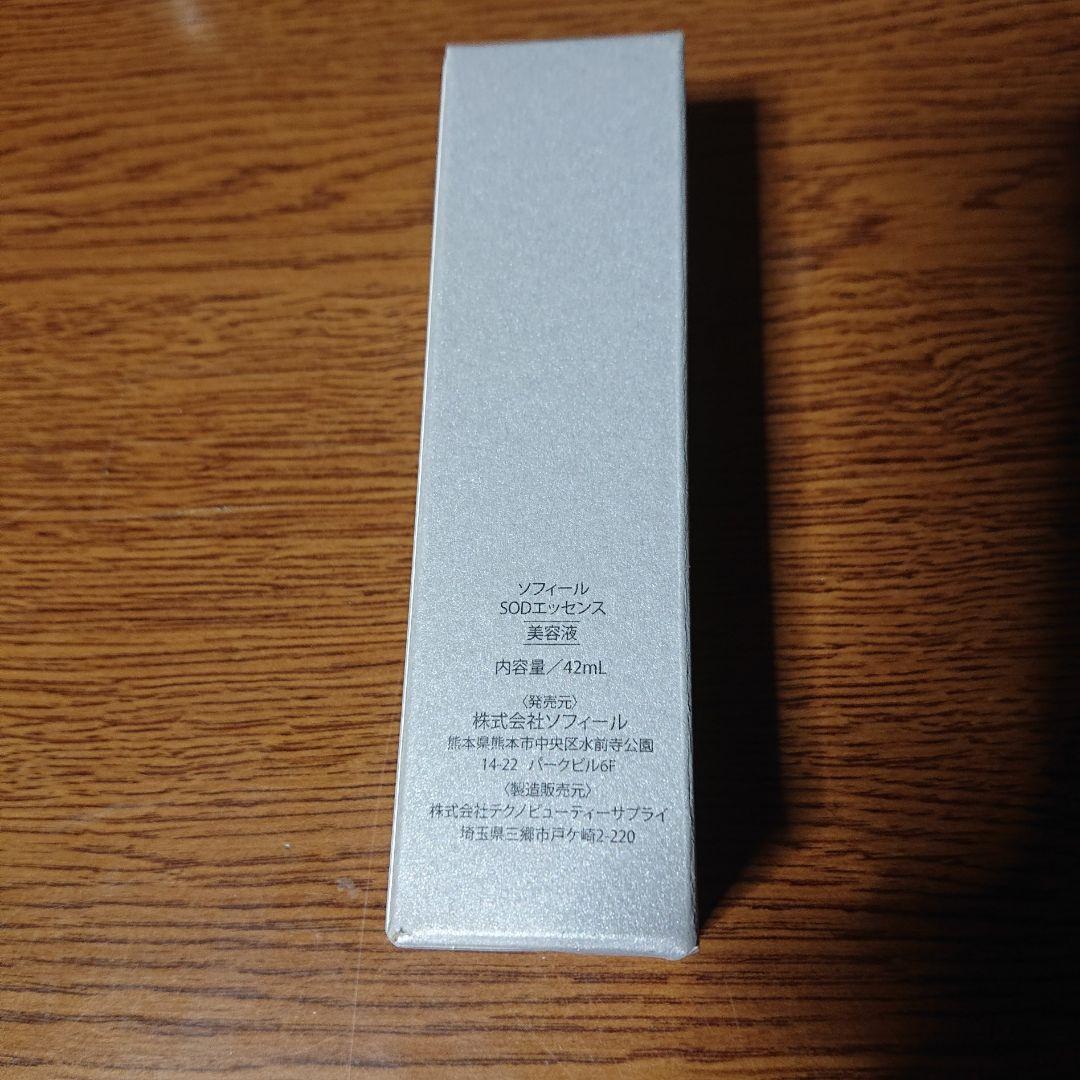 ソフィール
SODエッセンス
美容液
内容量／42mL
〈発売元〉
株式会社ソフィール
熊本県熊本市中央区水前寺公園
14-22 パークビル6F
〈製造販売元〉
株式会社テクノビューティーサプライ
埼玉県三郷市戸ケ崎2-220